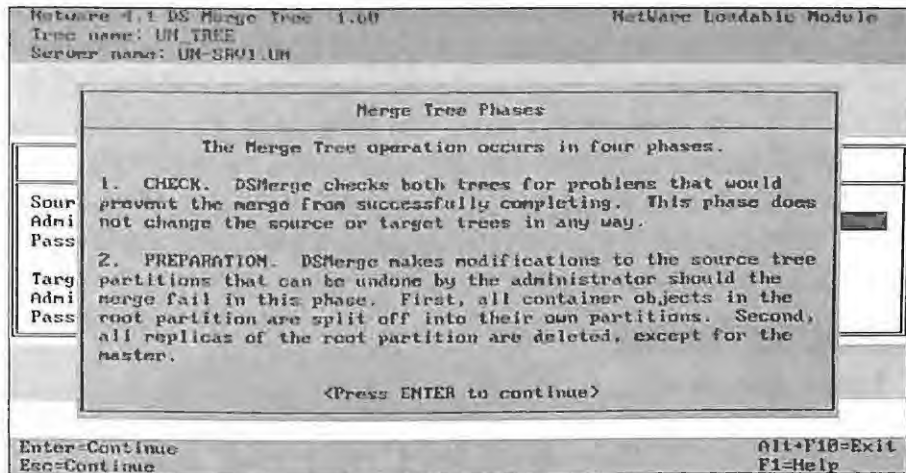 Netware 4.1 DS Merge Tree 1.60 NetWare Loadable Module
Tree name: UM_TREE
Server name: UM-SRV1.UM
Merge Tree Phases
The Merge Tree operation occurs in four phases.
1. CHECK. DSMerge checks both trees for problems that would
prevent the merge from successfully completing. This phase does
not change the source or target trees in any way.
2. PREPARATION. DSMerge makes modifications to the source tree
partitions that can be undone by the administrator should the
merge fail in this phase. First, all container objects in the
root partition are split off into their own partitions. Second,
all replicas of the root partition are deleted, except for the
master.
<Press ENTER to continue>
Sour
Admi
Pass
Targ
Admi
Pass
Enter=Continue Alt+F10=Exit
Esc=Continue F1=Help